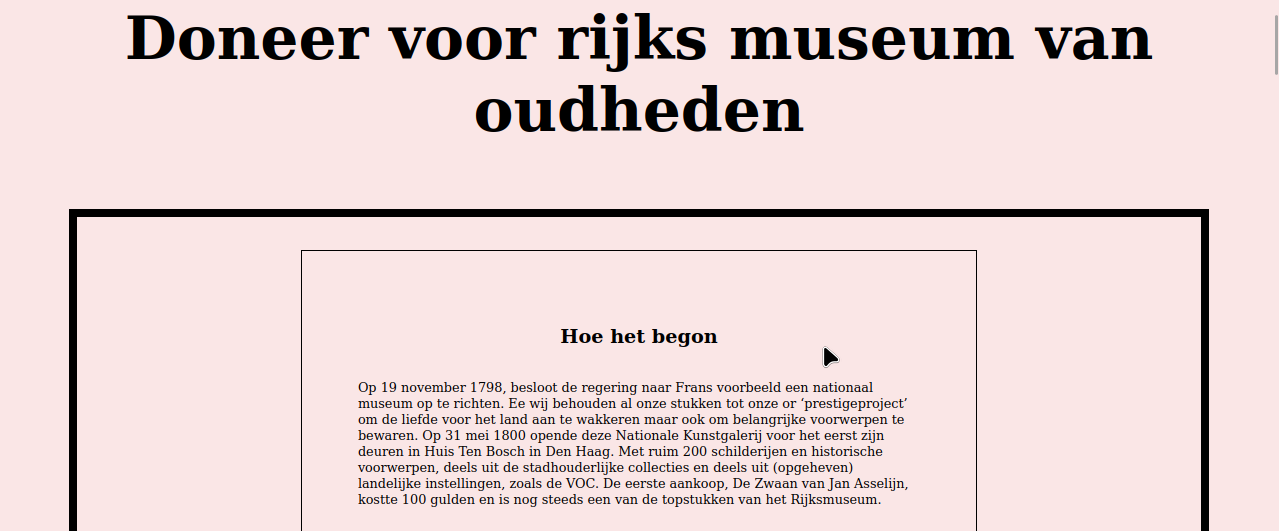 Doneer voor rijks museum van
oudheden
Hoe het begon
Op 19 november 1798, besloot de regering naar Frans voorbeeld een nationaal
museum op te richten. Ee wij behouden al onze stukken tot onze or ‘prestigeproject’
om de liefde voor het land aan te wakkeren maar ook om belangrijke voorwerpen te
bewaren. Op 31 mei 1800 opende deze Nationale Kunstgalerij voor het eerst zijn
deuren in Huis Ten Bosch in Den Haag. Met ruim 200 schilderijen en historische
voorwerpen, deels uit de stadhouderlijke collecties en deels uit (opgeheven)
landelijke instellingen, zoals de VOC. De eerste aankoop, De Zwaan van Jan Asselijn,
kostte 100 gulden en is nog steeds een van de topstukken van het Rijksmuseum.